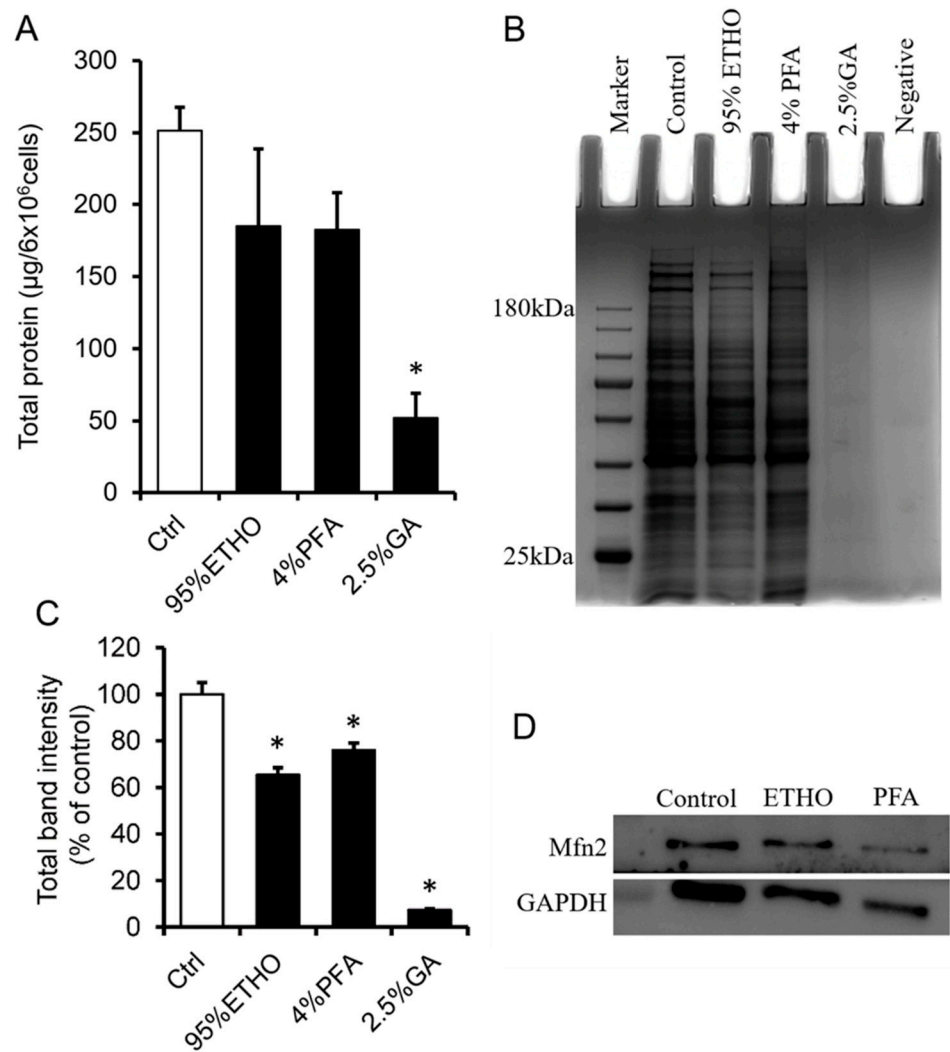 A
Total protein (µg/6x10⁶cells)
300
250
200
150
100
50
0
*
Ctrl
95%ETHO
4%PFA
2.5%GA
B
Marker
Control
95% ETHO
4% PFA
2.5%GA
Negative
180kDa
25kDa
C
Total band intensity
(% of control)
120
100
80
60
40
20
0
*
*
*
Ctrl
95%ETHO
4%PFA
2.5%GA
D
Control ETHO PFA
Mfn2
GAPDH